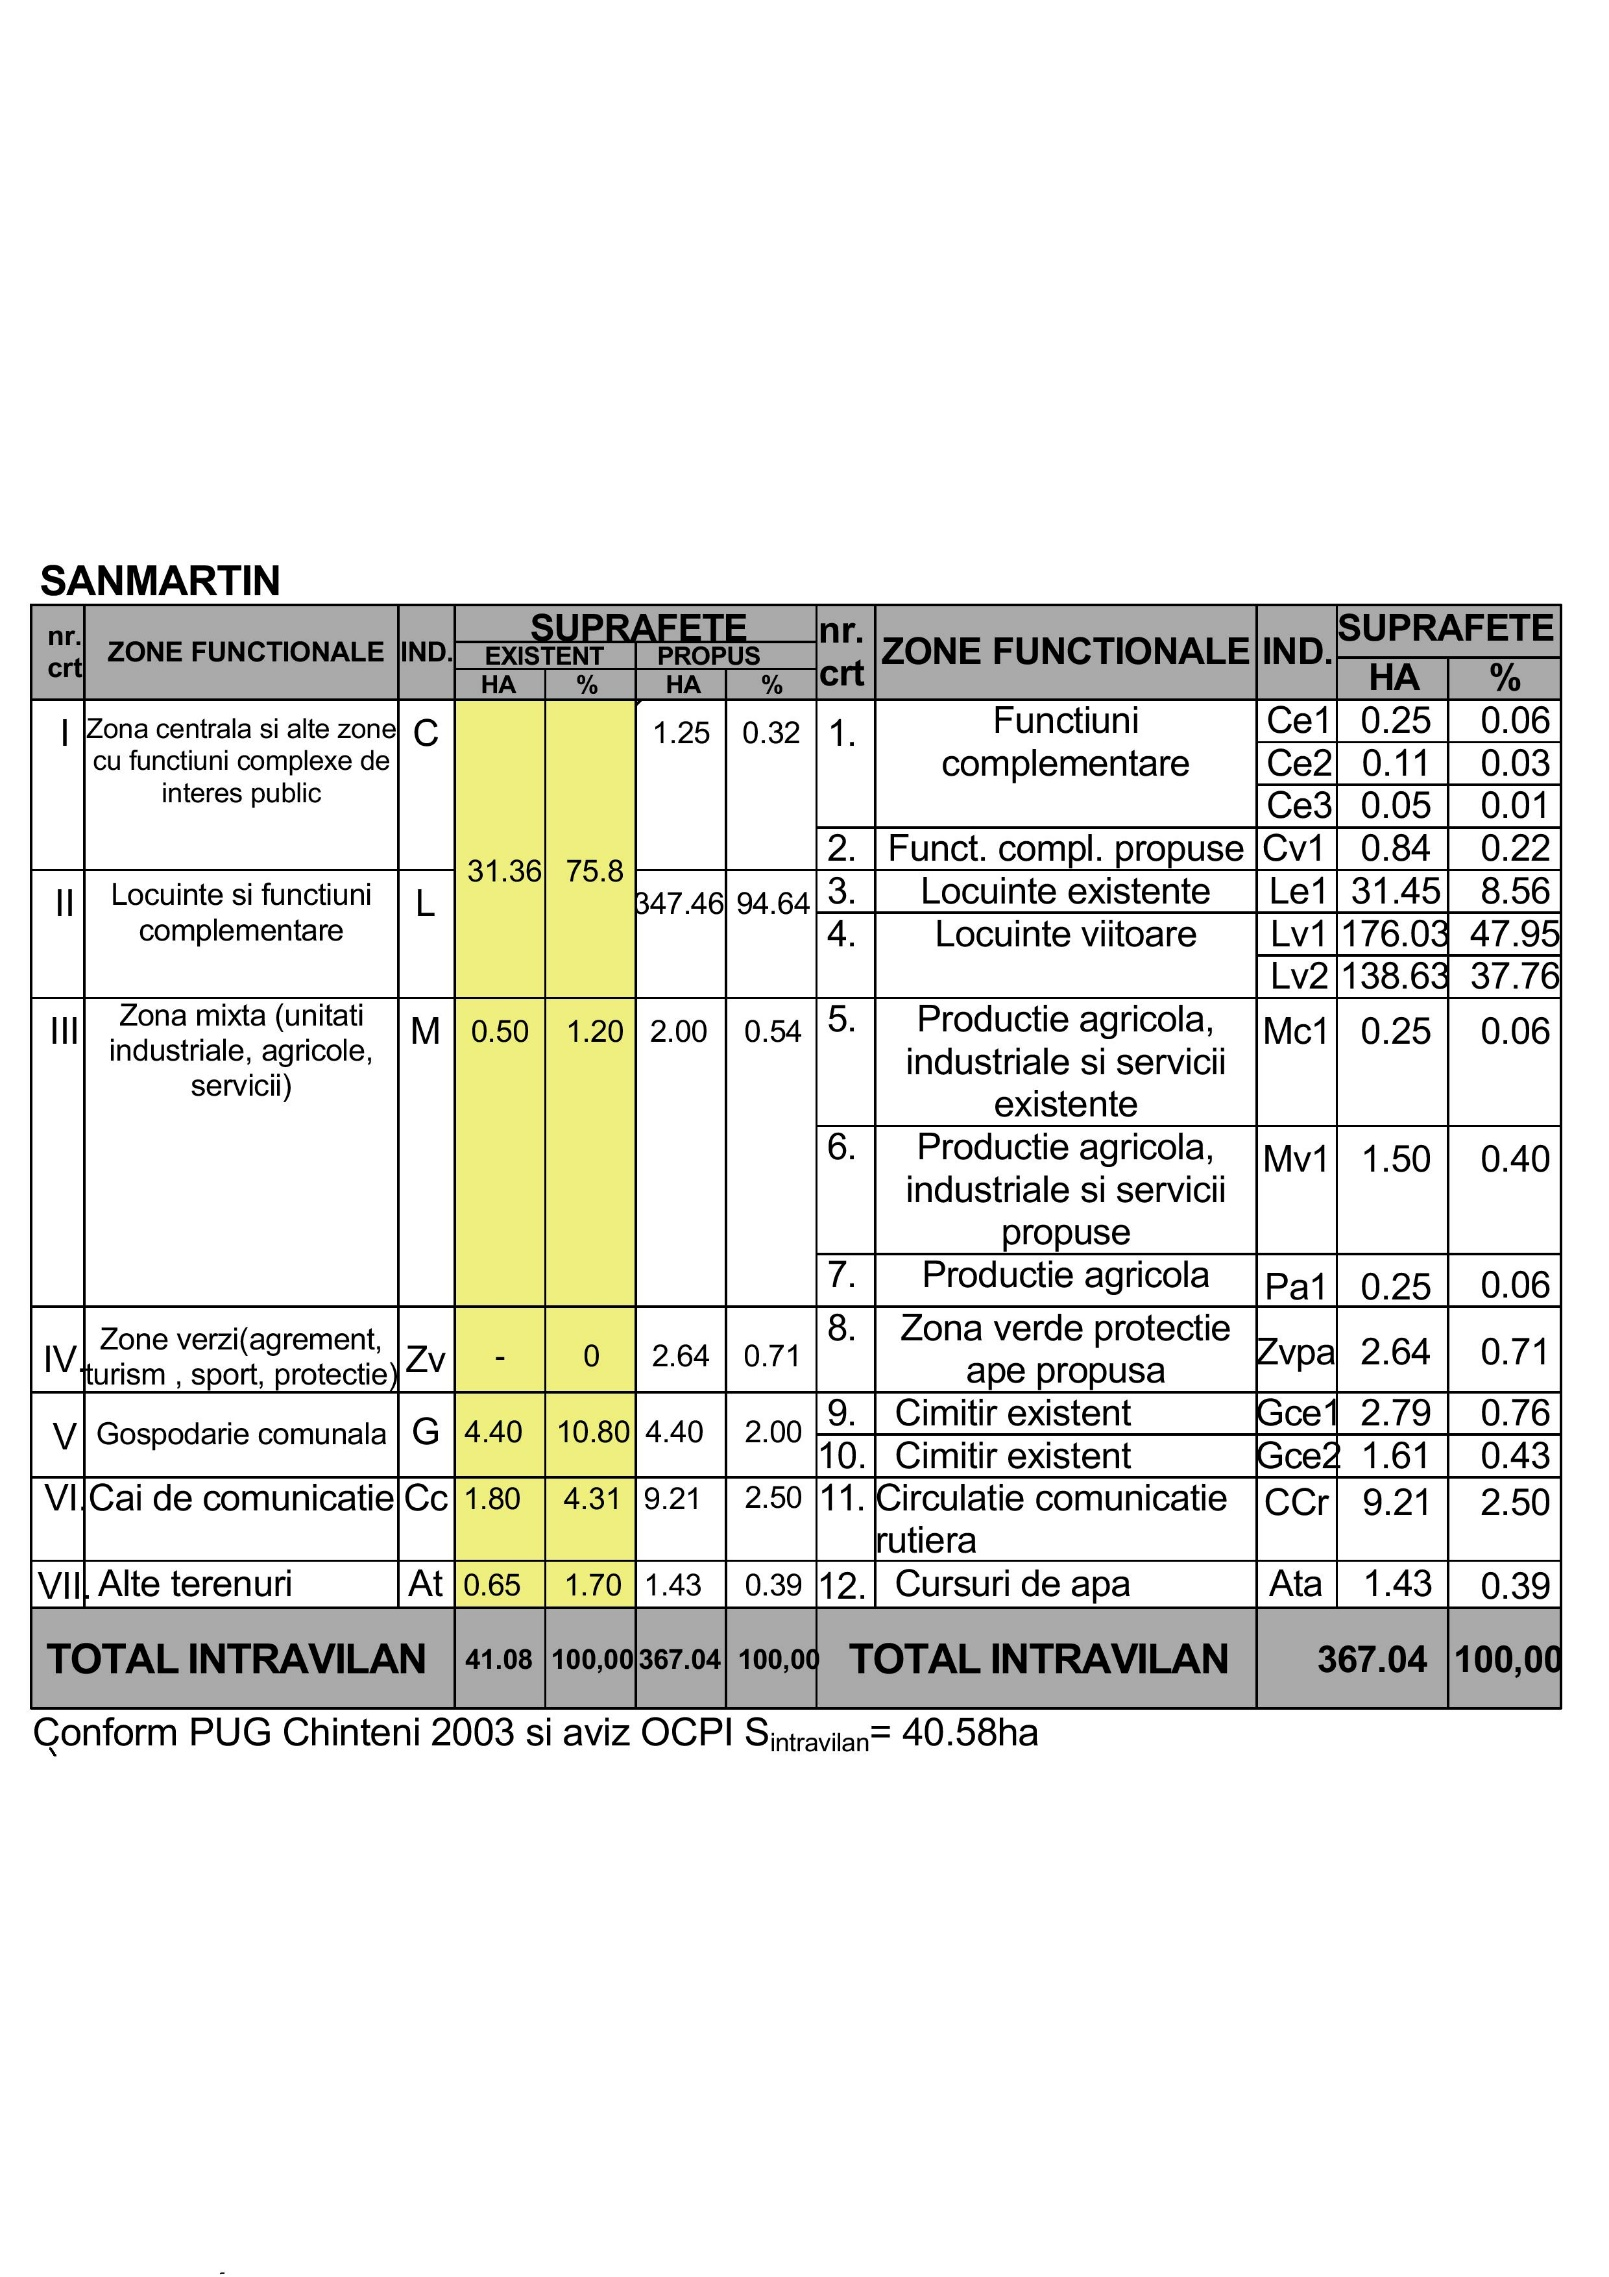 SANMARTIN
nr. crt ZONE FUNCTIONALE IND. SUPRAFETE nr. crt ZONE FUNCTIONALE IND. SUPRAFETE
EXISTENT PROPUS
HA % HA % HA %
I Zona centrala si alte zone C 1.25 0.32 1. Functiuni Ce1 0.25 0.06
cu functiuni complexe de complementare Ce2 0.11 0.03
interes public Ce3 0.05 0.01
2. Funct. compl. propuse Cv1 0.84 0.22
31.36 75.8
II Locuinte si functiuni L 347.46 94.64 3. Locuinte existente Le1 31.45 8.56
complementare 4. Locuinte viitoare Lv1 176.03 47.95
Lv2 138.63 37.76
III Zona mixta (unitati M 0.50 1.20 2.00 0.54 5. Productie agricola, Mc1 0.25 0.06
industriale, agricole, industriale si servicii
servicii) existente
6. Productie agricola, Mv1 1.50 0.40
industriale si servicii
propuse
7. Productie agricola Pa1 0.25 0.06
IV. Zone verzi(agrement, Zv - 0 2.64 0.71 8. Zona verde protectie Zvpa 2.64 0.71
turism , sport, protectie) ape propusa
V Gospodarie comunala G 4.40 10.80 4.40 2.00 9. Cimitir existent Gce1 2.79 0.76
10. Cimitir existent Gce2 1.61 0.43
VI. Cai de comunicatie Cc 1.80 4.31 9.21 2.50 11. Circulatie comunicatie CCr 9.21 2.50
rutiera
VII. Alte terenuri At 0.65 1.70 1.43 0.39 12. Cursuri de apa Ata 1.43 0.39
TOTAL INTRAVILAN 41.08 100,00 367.04 100,00 TOTAL INTRAVILAN 367.04 100,00
Conform PUG Chinteni 2003 si aviz OCPI Sintravilan= 40.58ha